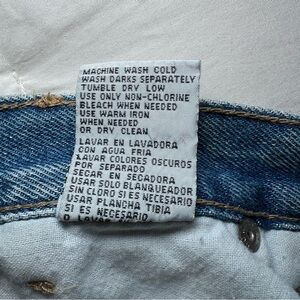 MACHINE WASH COLD
WASH DARKS SEPARATELY
TUMBLE DRY LOW
USE ONLY NON-CHLORINE
BLEACH WHEN NEEDED
USE WARM IRON
WHEN NEEDED
OR DRY CLEAN
LAVAR EN LAVADORA
CON AGUA FRIA
LAVAR COLORES OSCUROS
POR SEPARADO
SECAR EN SECADORA
USAR SOLO BLANQUEADOR
SIN CLORO SI ES NECESARIO
USAR PLANCHA TIBIA
SI ES NECESARIO